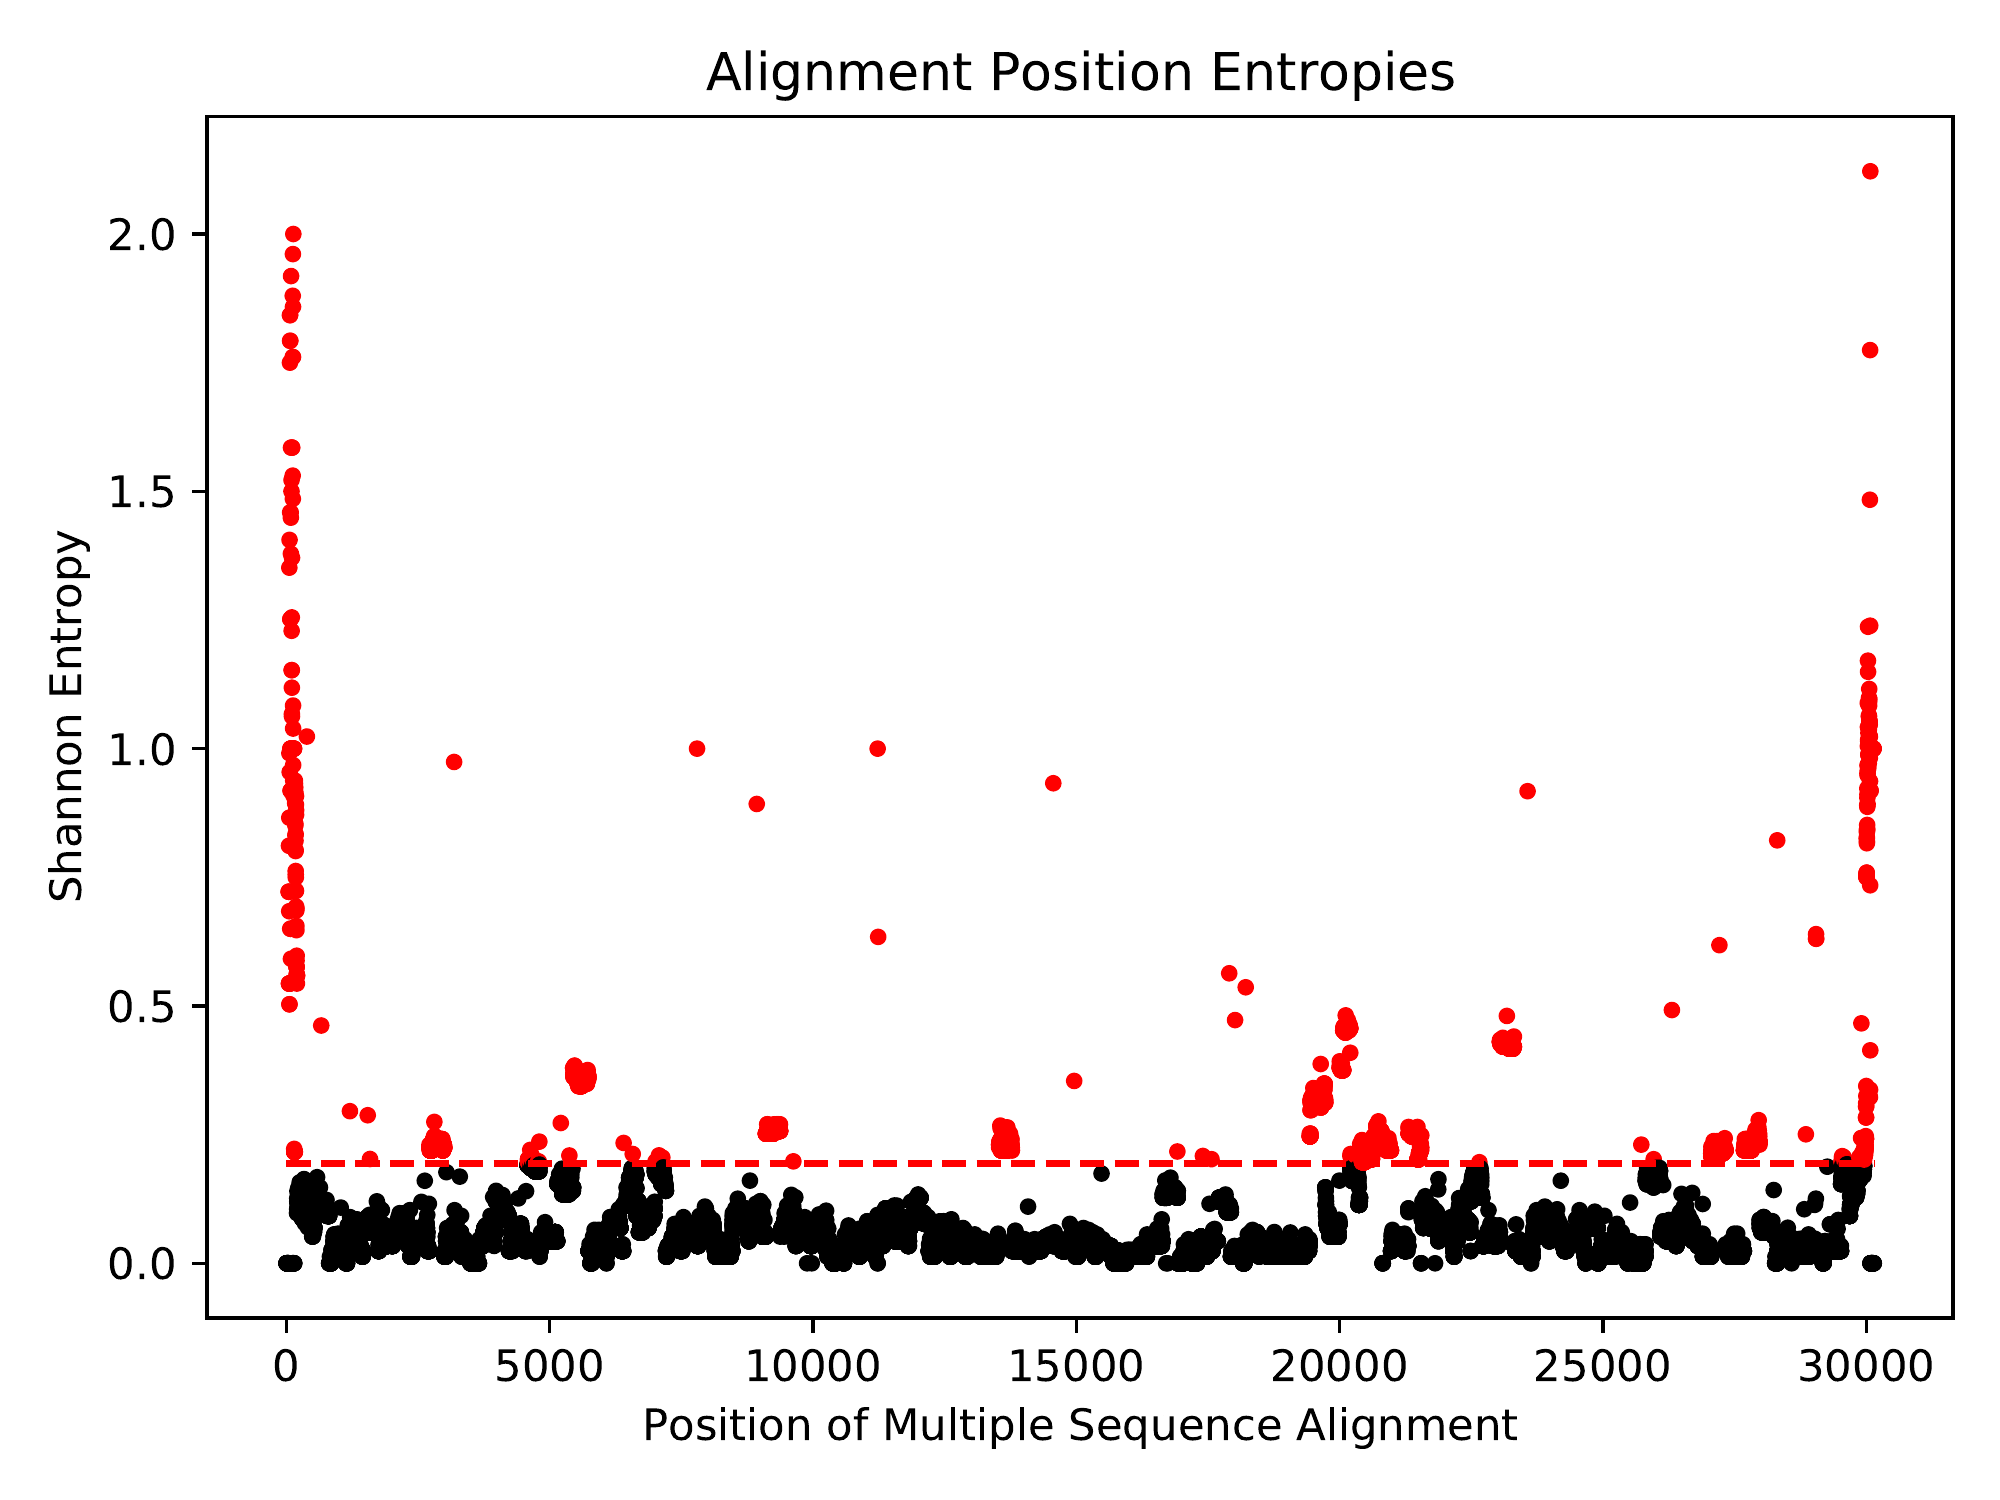 Alignment Position Entropies
2.0
1.5
1.0
0.5
0.0
Shannon Entropy
0 5000 10000 15000 20000 25000 30000
Position of Multiple Sequence Alignment